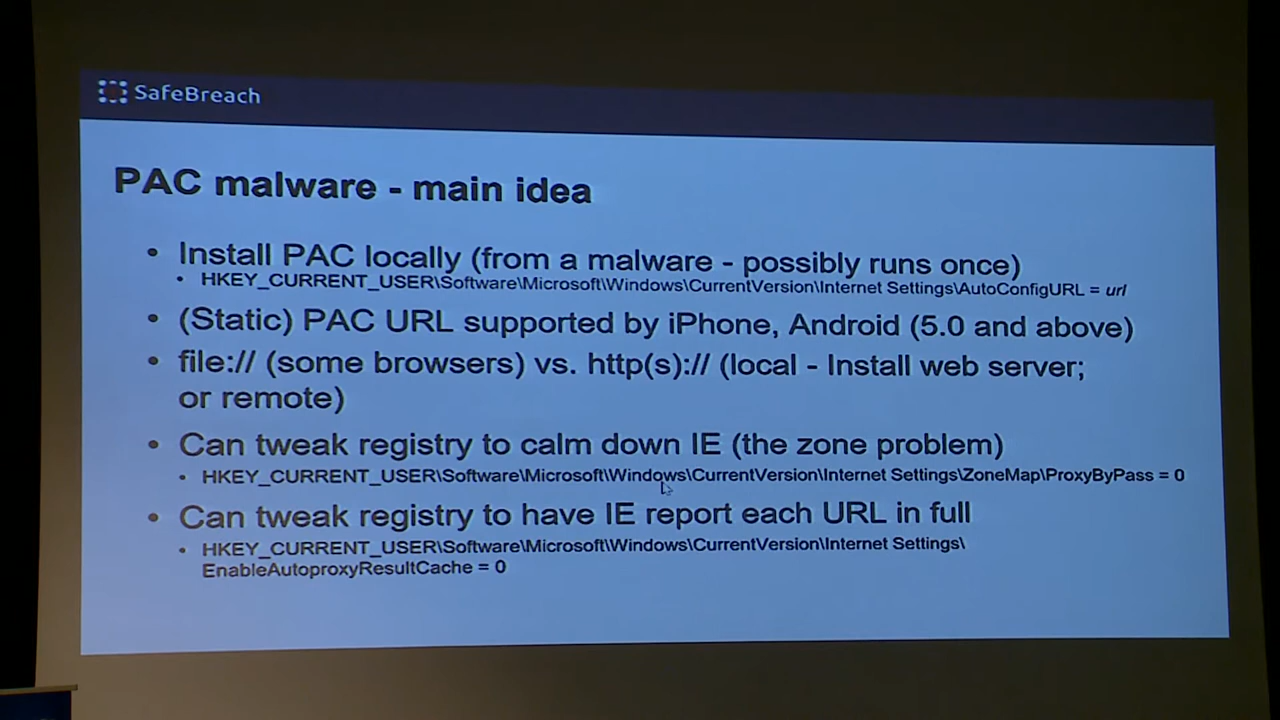 SafeBreach
PAC malware - main idea
• Install PAC locally (from a malware - possibly runs once)
• HKEY_CURRENT_USER\Software\Microsoft\Windows\CurrentVersion\Internet Settings\AutoConfigURL = url
• (Static) PAC URL supported by iPhone, Android (5.0 and above)
• file:// (some browsers) vs. http(s):// (local - Install web server;
or remote)
• Can tweak registry to calm down IE (the zone problem)
• HKEY_CURRENT_USER\Software\Microsoft\Windows\CurrentVersion\Internet Settings\ZoneMap\ProxyByPass = 0
• Can tweak registry to have IE report each URL in full
• HKEY_CURRENT_USER\Software\Microsoft\Windows\CurrentVersion\Internet Settings\
EnableAutoproxyResultCache = 0